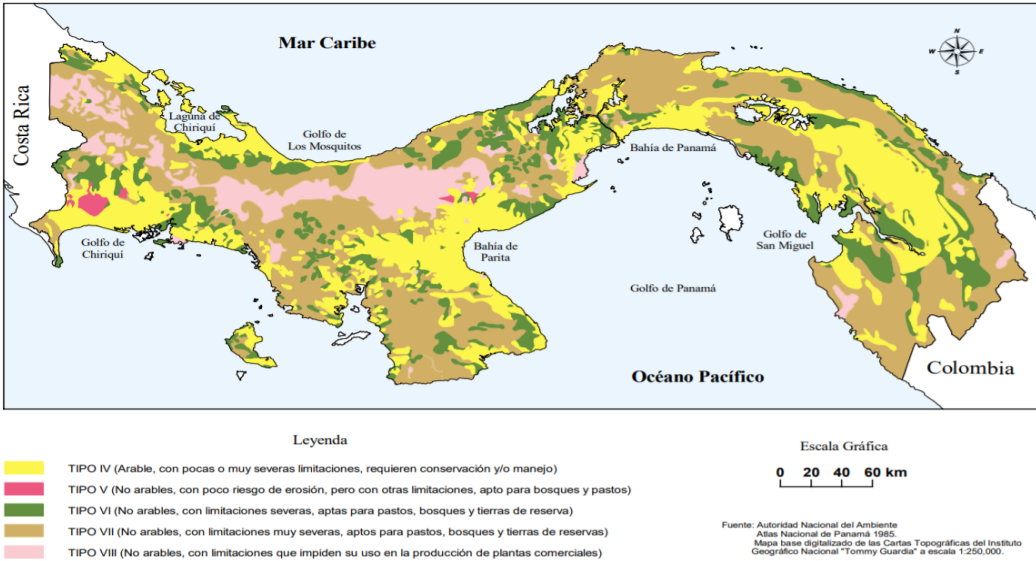 Mar Caribe
N
W
E
S
Costa Rica
Laguna de
Chiriquí
Golfo de
Los Mosquitos
Bahía de Panamá
Golfo de
Chiriquí
Bahía de
Parita
Golfo de
San Miguel
Golfo de Panamá
Océano Pacífico
Colombia
Leyenda
TIPO IV (Arable, con pocas o muy severas limitaciones, requieren conservación y/o manejo)
TIPO V (No arables, con poco riesgo de erosión, pero con otras limitaciones, apto para bosques y pastos)
TIPO VI (No arables, con limitaciones severas, aptas para pastos, bosques y tierras de reserva)
TIPO VII (No arables, con limitaciones muy severas, aptos para pastos, bosques y tierras de reservas)
TIPO VIII (No arables, con limitaciones que impiden su uso en la producción de plantas comerciales)
Escala Gráfica
0 20 40 60 km
Fuente: Autoridad Nacional del Ambiente
Atlas Nacional de Panamá 1985.
Mapa base digitalizado de las Cartas Topográficas del Instituto
Geográfico Nacional "Tommy Guardia" a escala 1:250,000.